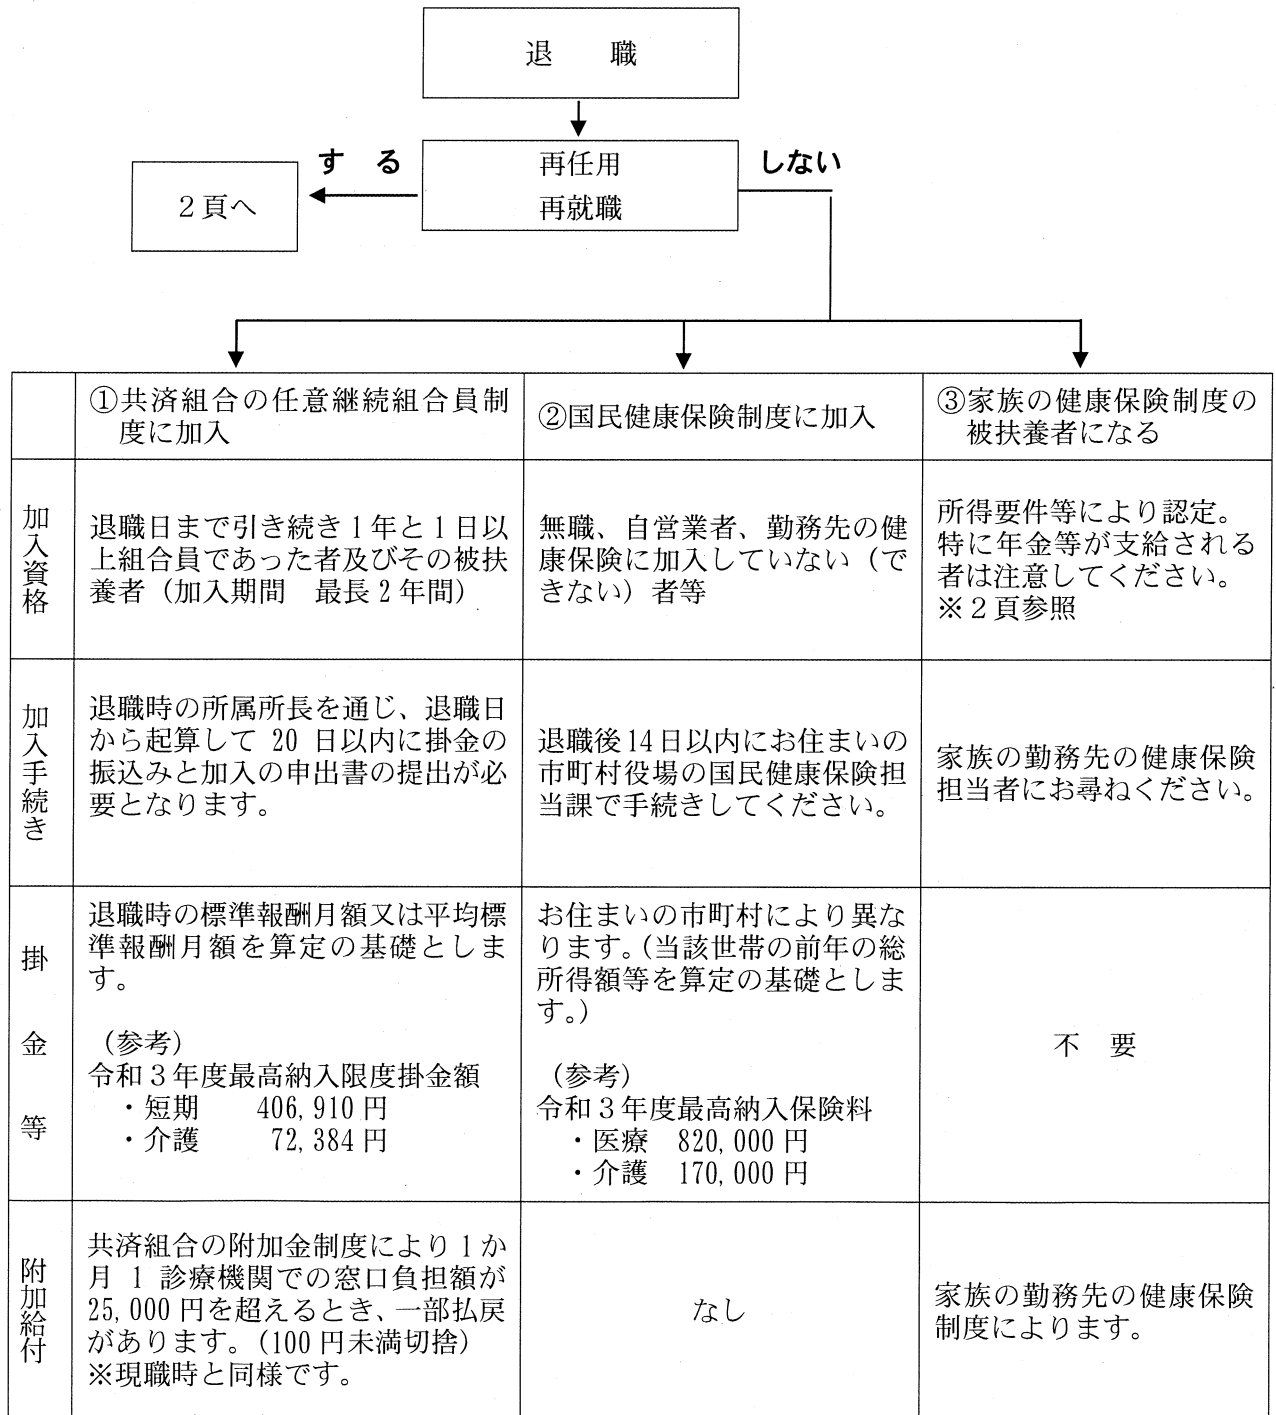 退　　職
す　る
再任用
しない
２頁へ
再就職
①共済組合の任意継続組合員制
度に加入
②国民健康保険制度に加入
③家族の健康保険制度の
被扶養者になる
加入資格
退職日まで引き続き１年と１日以
上組合員であった者及びその被扶
養者（加入期間　最長２年間）
無職、自営業者、勤務先の健
康保険に加入していない（で
きない）者等
所得要件等により認定。
特に年金等が支給される
者は注意してください。
※２頁参照
加入手続き
退職時の所属所長を通じ、退職日
から起算して 20 日以内に掛金の
振込みと加入の申出書の提出が必
要となります。
退職後14日以内にお住まいの
市町村役場の国民健康保険担
当課で手続きしてください。
家族の勤務先の健康保険
担当者にお尋ねください。
掛金等
退職時の標準報酬月額又は平均標
準報酬月額を算定の基礎としま
す。
（参考）
令和３年度最高納入限度掛金額
・短期　　406,910 円
・介護　　 72,384 円
お住まいの市町村により異な
ります。（当該世帯の前年の総
所得額等を算定の基礎としま
す。）
（参考）
令和３年度最高納入保険料
・医療　820,000 円
・介護　170,000 円
不　要
附加給付
共済組合の附加金制度により１か
月 1 診療機関での窓口負担額が
25,000 円を超えるとき、一部払戻
があります。（100 円未満切捨）
※現職時と同様です。
なし
家族の勤務先の健康保険
制度によります。